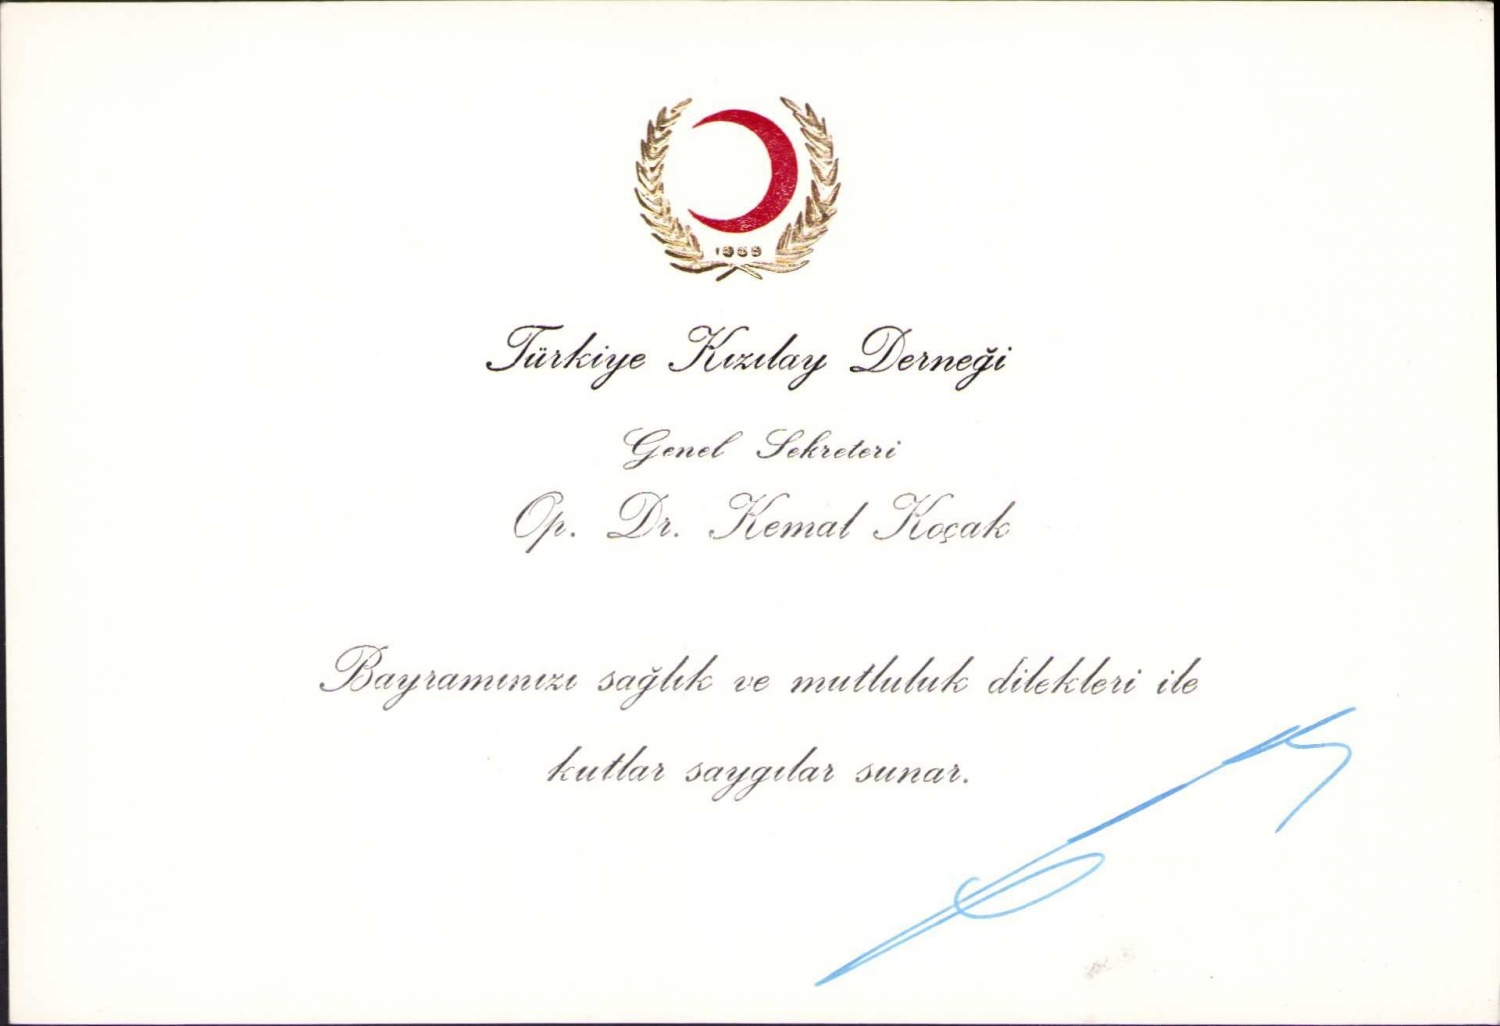 1868
Türkiye Kızılay Derneği
Genel Sekreteri
Op. Dr. Kemal Koçak
Bayramınızı sağlık ve mutluluk dilekleri ile
kutlar saygılar sunar.